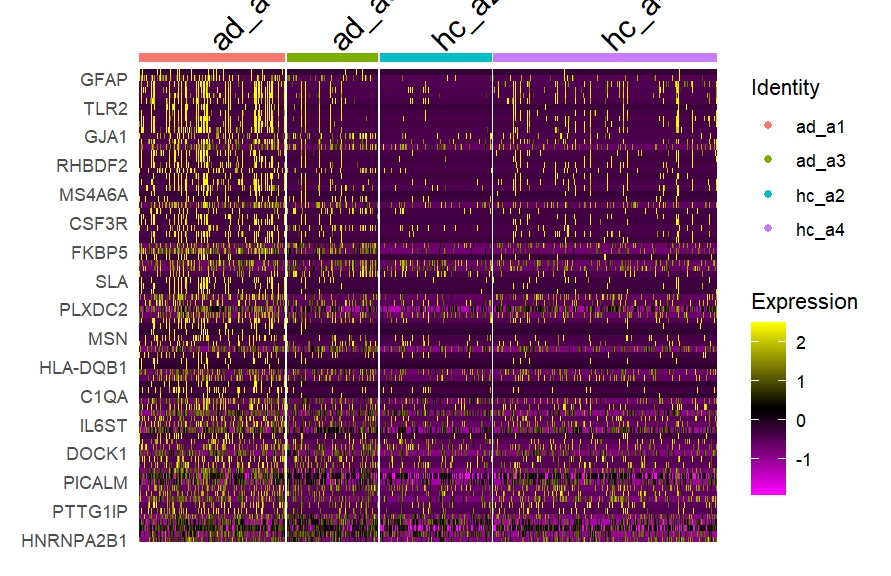 GFAP
TLR2
GJA1
RHBDF2
MS4A6A
CSF3R
FKBP5
SLA
PLXDC2
MSN
HLA-DQB1
C1QA
IL6ST
DOCK1
PICALM
PTTG1IP
HNRNPA2B1
Identity
ad_a1
ad_a3
hc_a2
hc_a4
Expression
2
1
0
-1